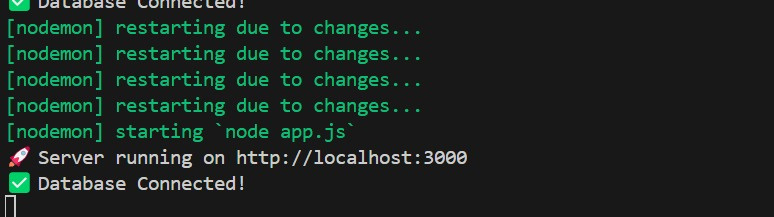 ✅ Database Connected!
[nodemon] restarting due to changes...
[nodemon] restarting due to changes...
[nodemon] restarting due to changes...
[nodemon] restarting due to changes...
[nodemon] starting `node app.js`
🚀 Server running on http://localhost:3000
✅ Database Connected!